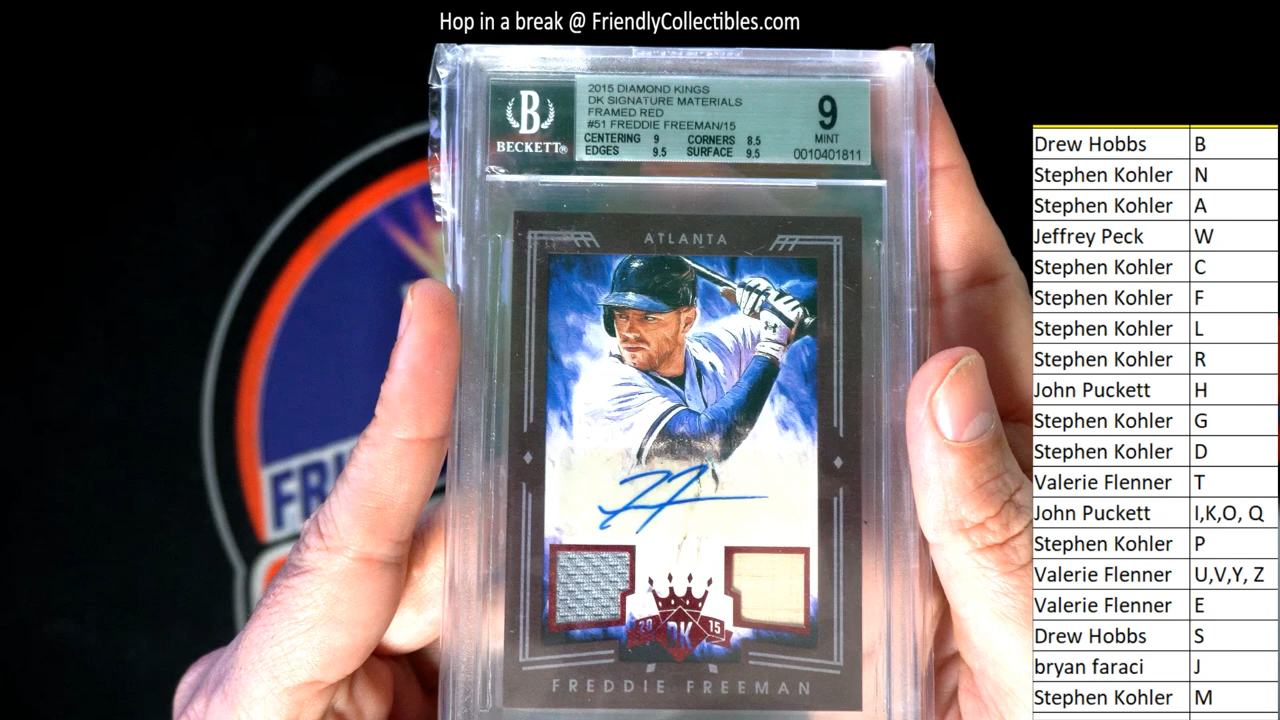 Hop in a break @ FriendlyCollectibles.com
B
BECKETT®
2015 DIAMOND KINGS
DK SIGNATURE MATERIALS
FRAMED RED
#51 FREDDIE FREEMAN/15
CENTERING 9 CORNERS 8.5
EDGES 9.5 SURFACE 9.5
9
MINT
0010401811
ATLANTA
20 DK 15
FREDDIE FREEMAN
Drew Hobbs B
Stephen Kohler N
Stephen Kohler A
Jeffrey Peck W
Stephen Kohler C
Stephen Kohler F
Stephen Kohler L
Stephen Kohler R
John Puckett H
Stephen Kohler G
Stephen Kohler D
Valerie Flenner T
John Puckett I,K,O, Q
Stephen Kohler P
Valerie Flenner U,V,Y, Z
Valerie Flenner E
Drew Hobbs S
bryan faraci J
Stephen Kohler M